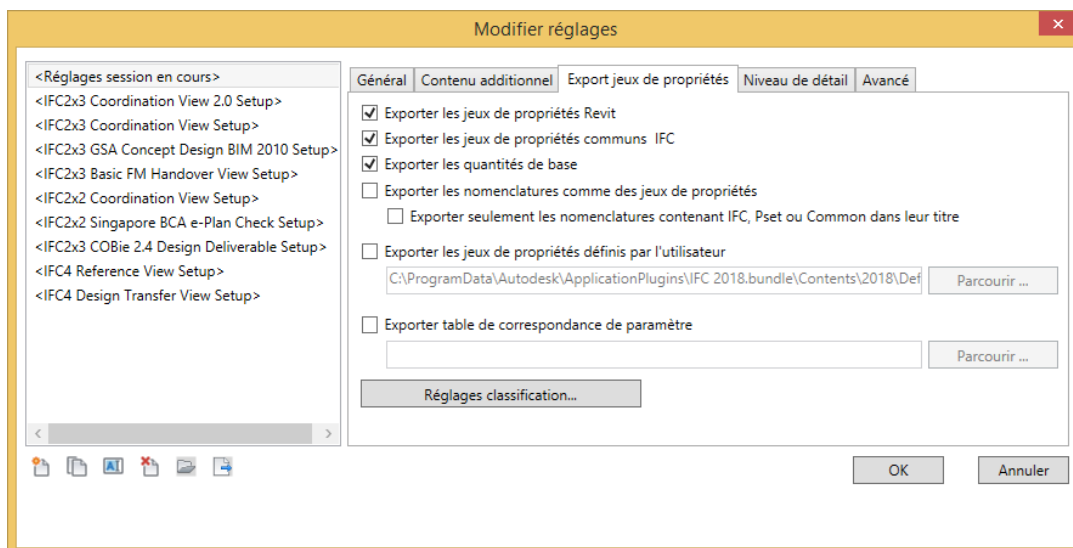 Modifier réglages
<Réglages session en cours>
<IFC2x3 Coordination View 2.0 Setup>
<IFC2x3 Coordination View Setup>
<IFC2x3 GSA Concept Design BIM 2010 Setup>
<IFC2x3 Basic FM Handover View Setup>
<IFC2x2 Coordination View Setup>
<IFC2x2 Singapore BCA e-Plan Check Setup>
<IFC2x3 COBie 2.4 Design Deliverable Setup>
<IFC4 Reference View Setup>
<IFC4 Design Transfer View Setup>
Général Contenu additionnel Export jeux de propriétés Niveau de détail Avancé
Exporter les jeux de propriétés Revit
Exporter les jeux de propriétés communs IFC
Exporter les quantités de base
Exporter les nomenclatures comme des jeux de propriétés
Exporter seulement les nomenclatures contenant IFC, Pset ou Common dans leur titre
Exporter les jeux de propriétés définis par l'utilisateur
C:\ProgramData\Autodesk\ApplicationPlugins\IFC 2018.bundle\Contents\2018\Def Parcourir ...
Exporter table de correspondance de paramètre
Parcourir ...
Réglages classification...
OK Annuler